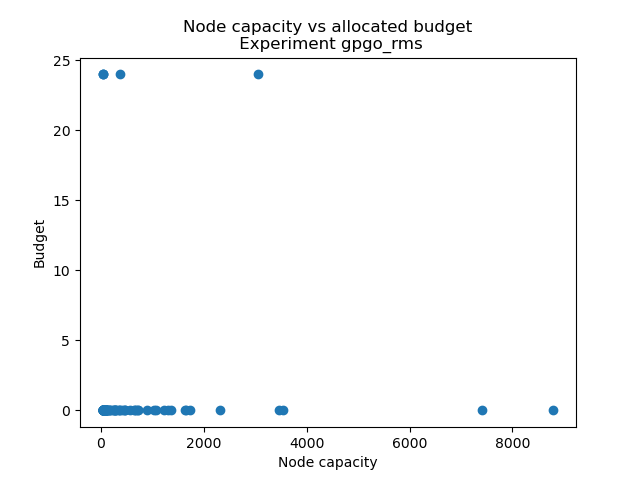 Node capacity vs allocated budget
Experiment gpgo_rms
25
20
15
10
5
0
Budget
0 2000 4000 6000 8000
Node capacity